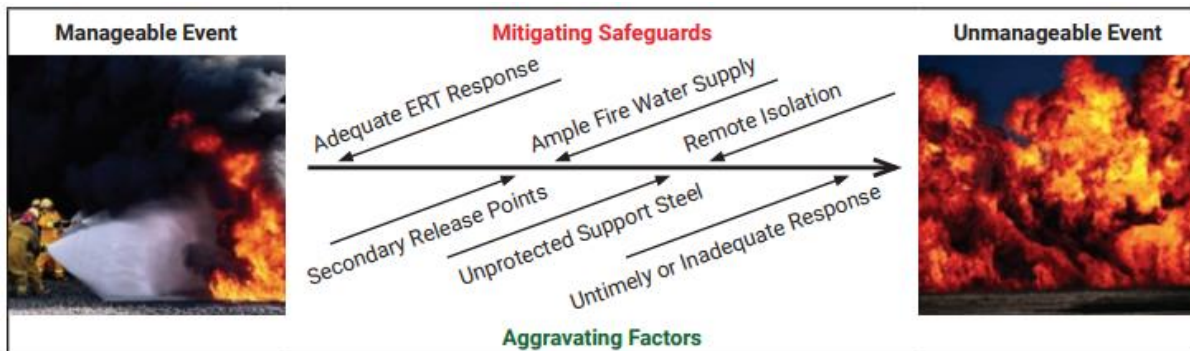 Manageable Event
Mitigating Safeguards
Unmanageable Event
Adequate ERT Response
Ample Fire Water Supply
Remote Isolation
Secondary Release Points
Unprotected Support Steel
Untimely or Inadequate Response
Aggravating Factors